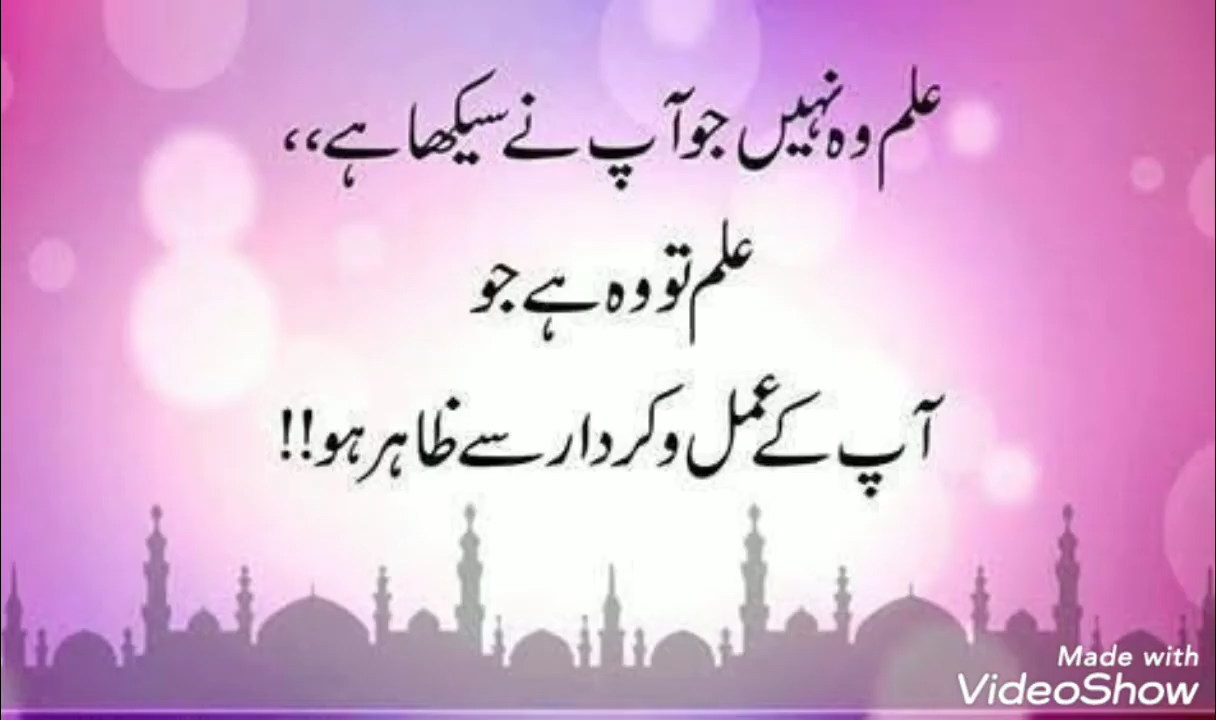 علم وہ نہیں جو آپ نے سیکھا ہے،،
علم تو وہ ہے جو
آپ کے عمل و کردار سے ظاہر ہو!!
Made with
VideoShow